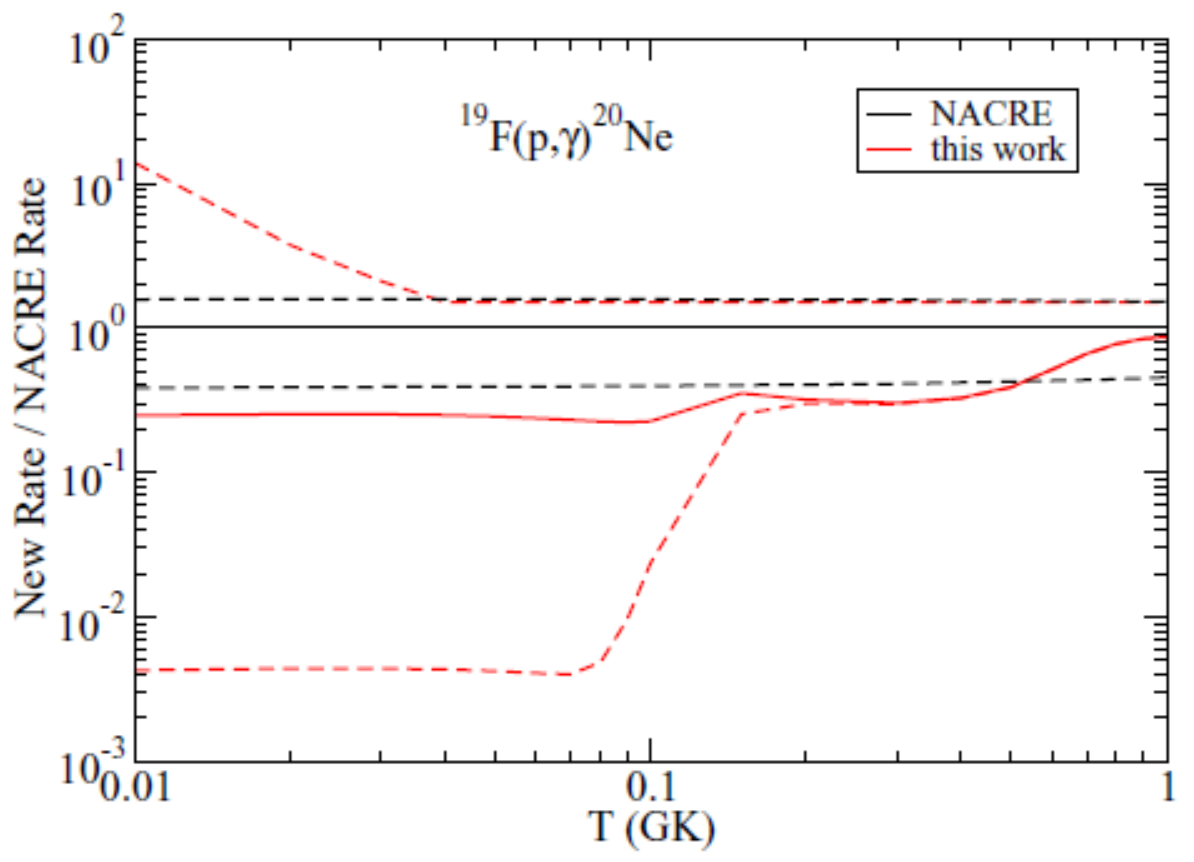 10²
¹⁹F(p,γ)²⁰Ne
NACRE
this work
10¹
10⁰
10⁻¹
10⁻²
10⁻³
New Rate / NACRE Rate
0.01
0.1
1
T (GK)